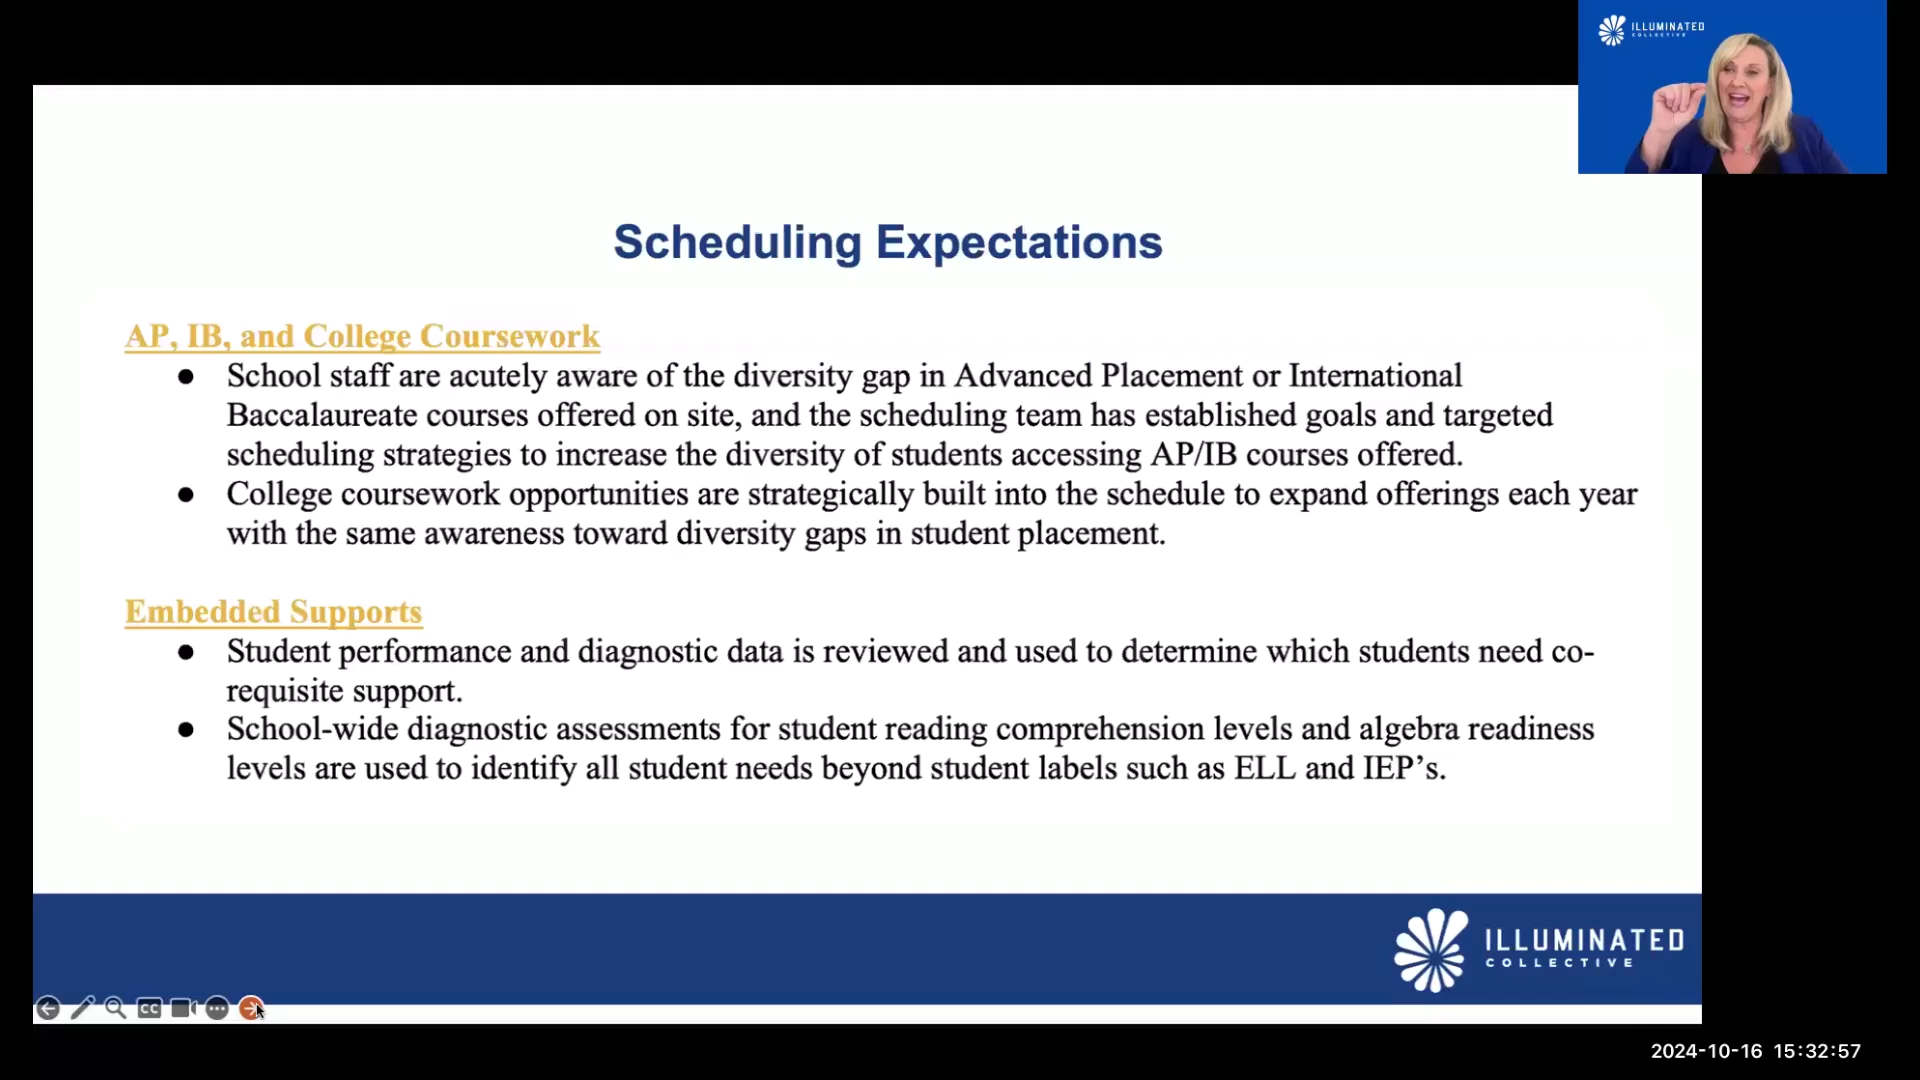 ILLUMINATED
COLLECTIVE
Scheduling Expectations
AP, IB, and College Coursework
● School staff are acutely aware of the diversity gap in Advanced Placement or International
Baccalaureate courses offered on site, and the scheduling team has established goals and targeted
scheduling strategies to increase the diversity of students accessing AP/IB courses offered.
● College coursework opportunities are strategically built into the schedule to expand offerings each year
with the same awareness toward diversity gaps in student placement.
Embedded Supports
● Student performance and diagnostic data is reviewed and used to determine which students need co-
requisite support.
● School-wide diagnostic assessments for student reading comprehension levels and algebra readiness
levels are used to identify all student needs beyond student labels such as ELL and IEP’s.
ILLUMINATED
COLLECTIVE
CC
2024-10-16 15:32:57